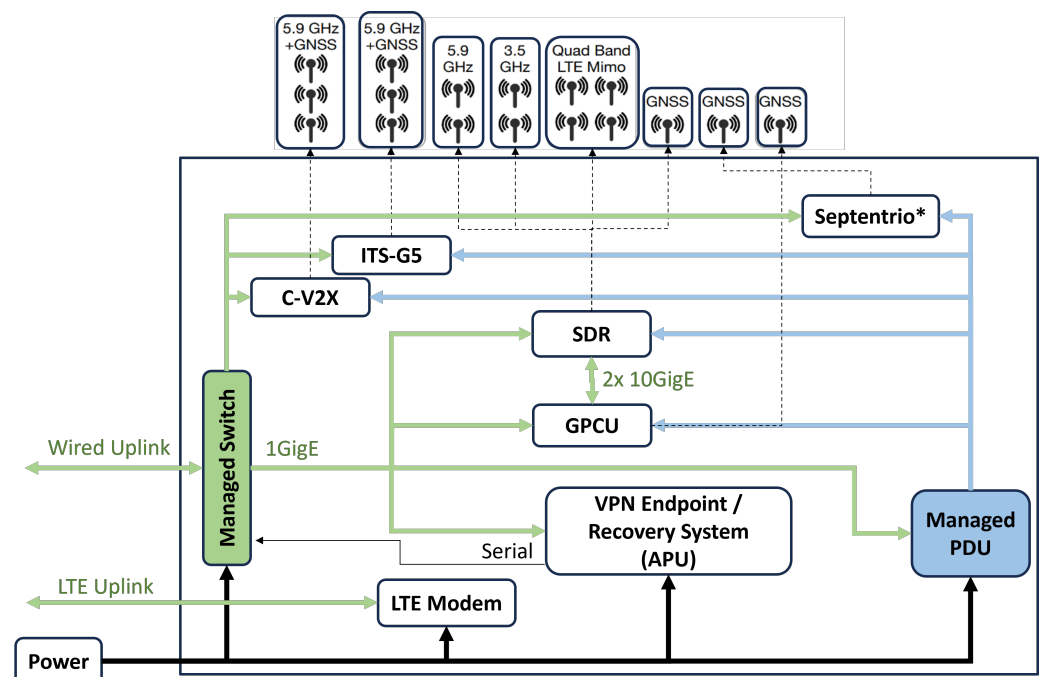 5.9 GHz
+GNSS
5.9 GHz
+GNSS
5.9
GHz
3.5
GHz
Quad Band
LTE Mimo
GNSS
GNSS
GNSS
Septentrio*
ITS-G5
C-V2X
SDR
2x 10GigE
GPCU
Managed Switch
Wired Uplink
1GigE
VPN Endpoint /
Recovery System
(APU)
Managed
PDU
Serial
LTE Uplink
LTE Modem
Power